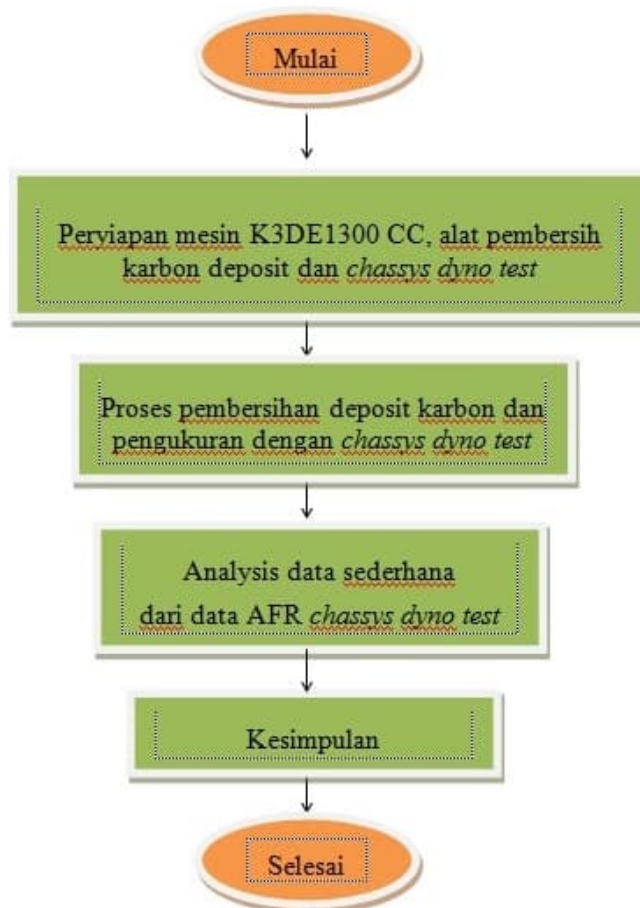 Mulai
Peryiapan mesin K3DE1300 CC, alat pembersih
karbon deposit dan chassys dyno test
Proses pembersihan deposit karbon dan
pengukuran dengan chassys dyno test
Analysis data sederhana
dari data AFR chassys dyno test
Kesimpulan
Selesai